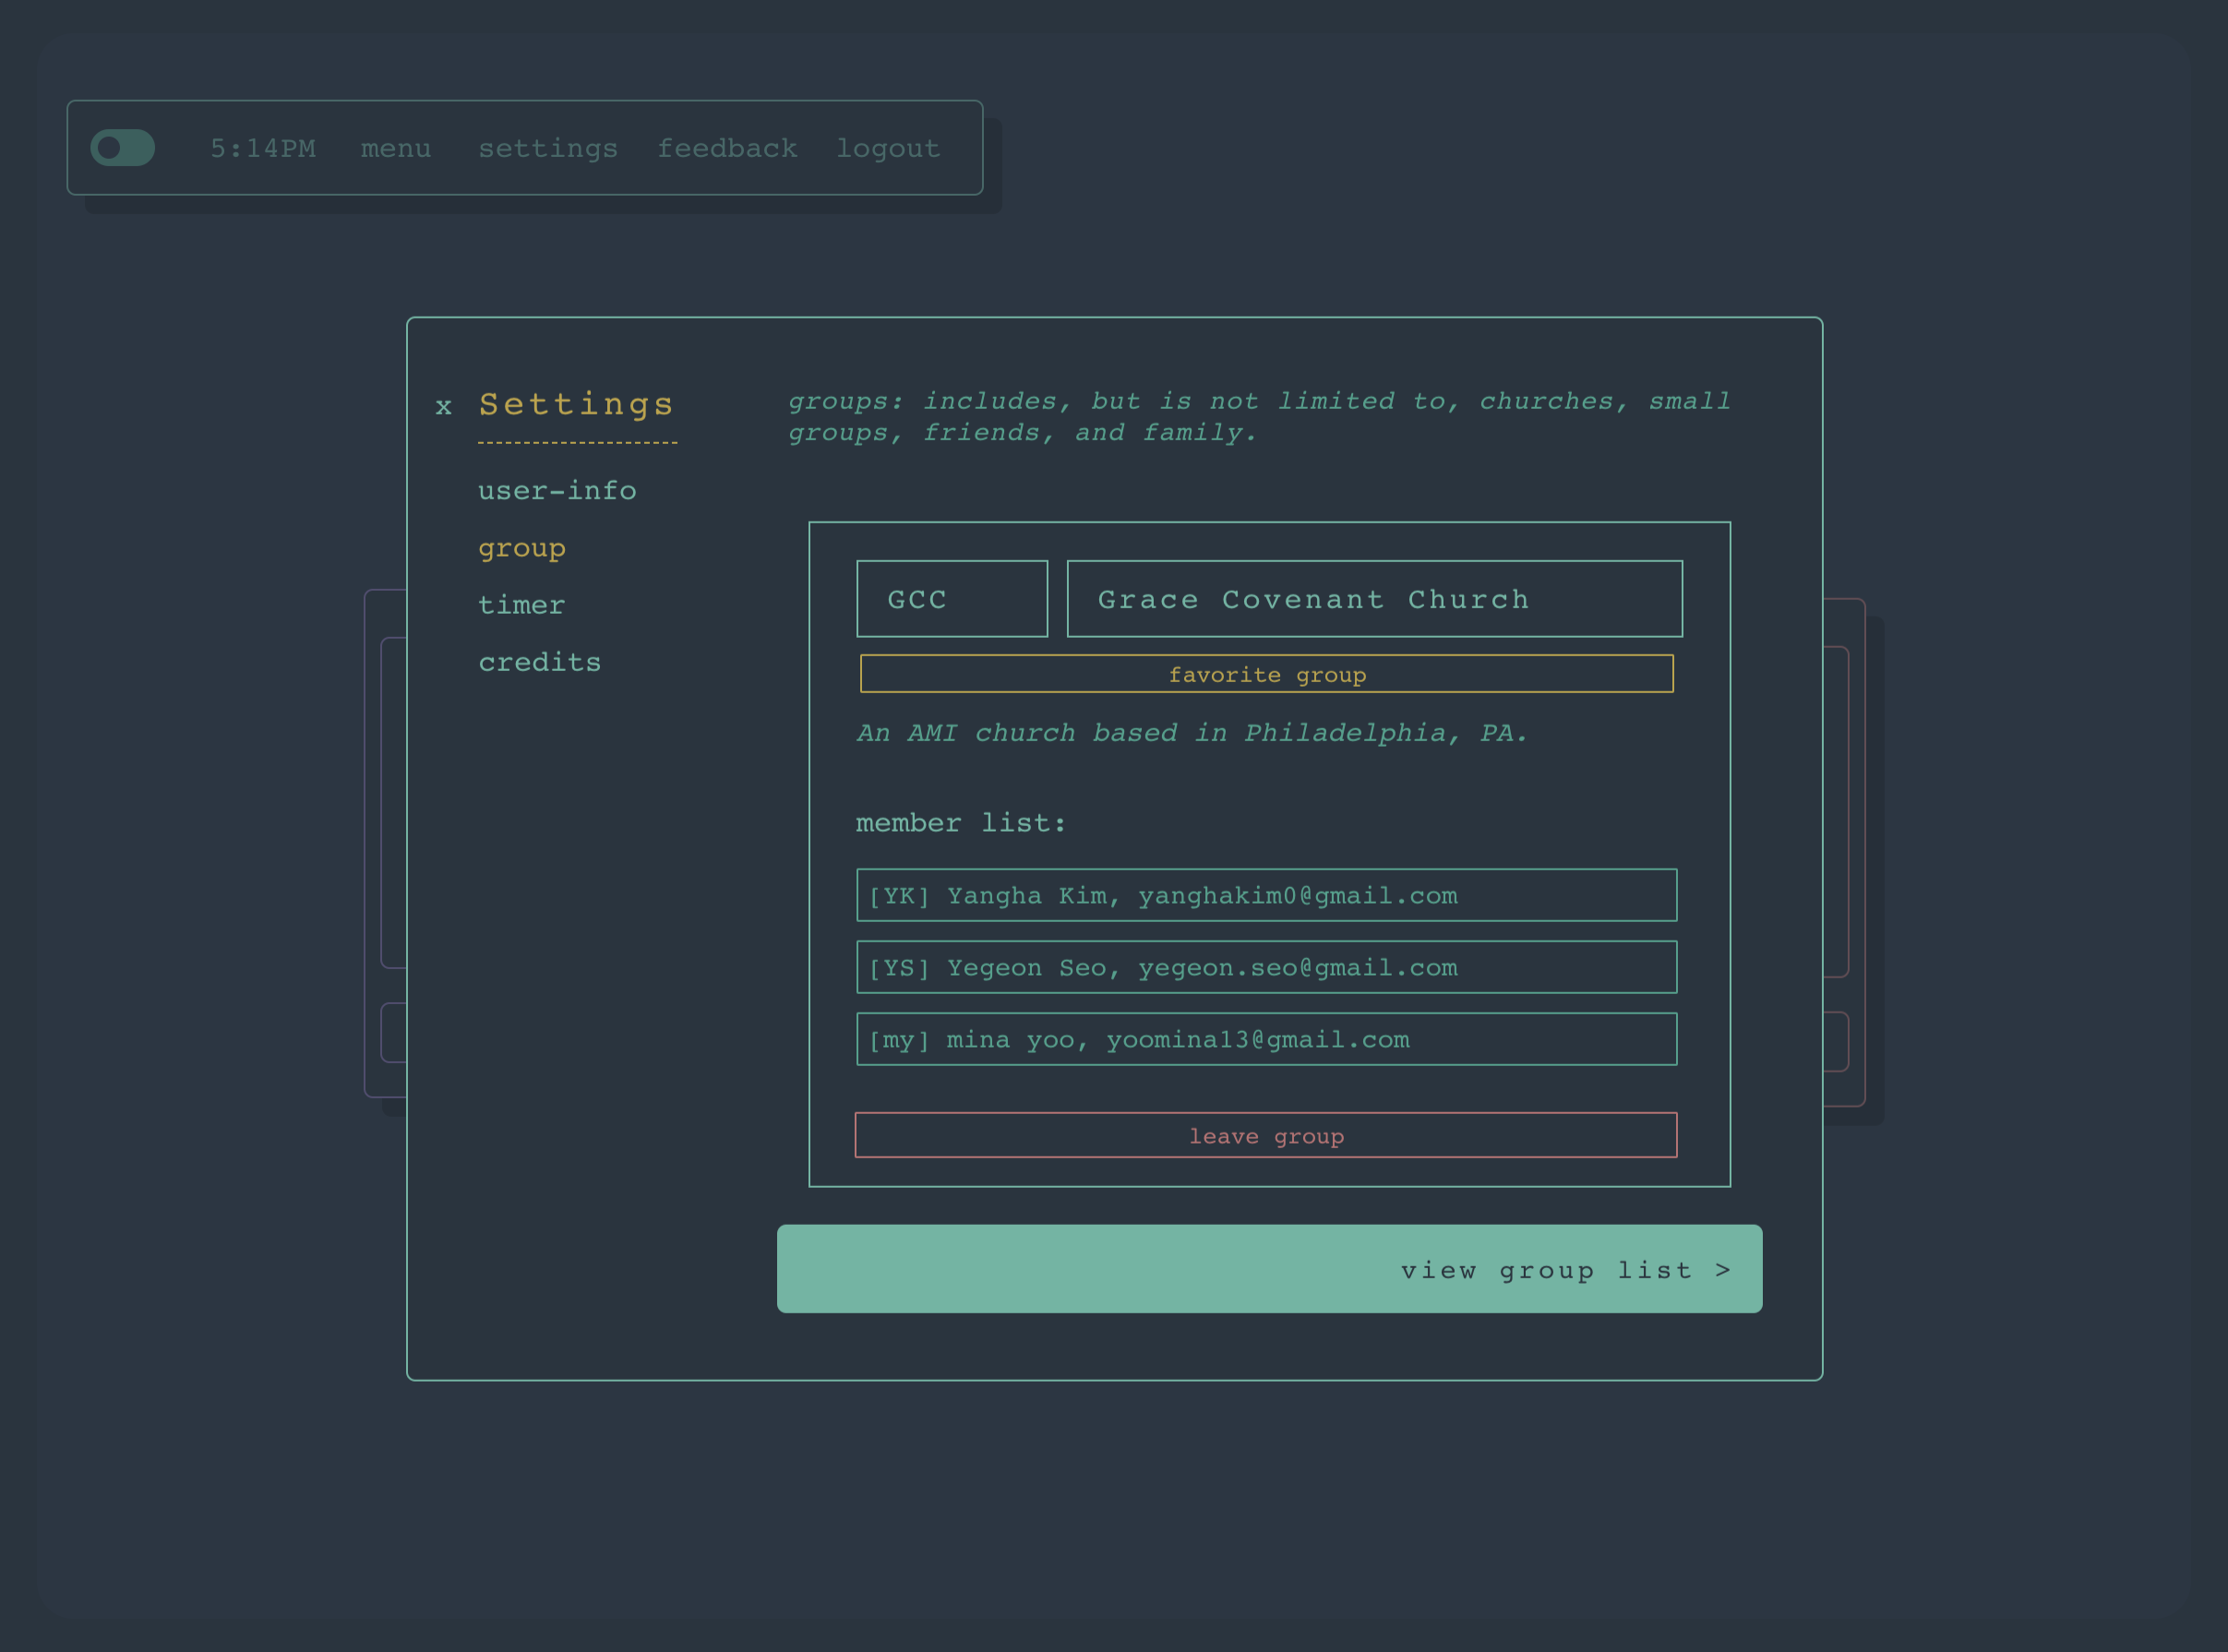 5:14PM menu settings feedback logout
x Settings
user-info
group
timer
credits
groups: includes, but is not limited to, churches, small
groups, friends, and family.
GCC
Grace Covenant Church
favorite group
An AMI church based in Philadelphia, PA.
member list:
[YK] Yangha Kim, yanghakim0@gmail.com
[YS] Yegeon Seo, yegeon.seo@gmail.com
[my] mina yoo, yoomina13@gmail.com
leave group
view group list >